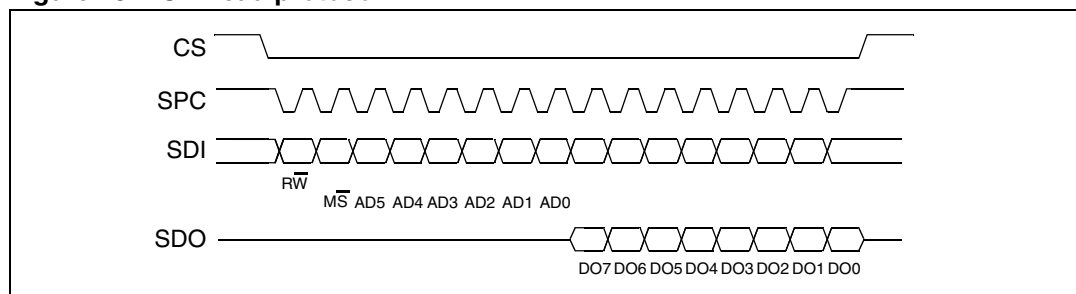 CS
SPC
SDI
RW
MS AD5 AD4 AD3 AD2 AD1 AD0
SDO
DO7 DO6 DO5 DO4 DO3 DO2 DO1 DO0